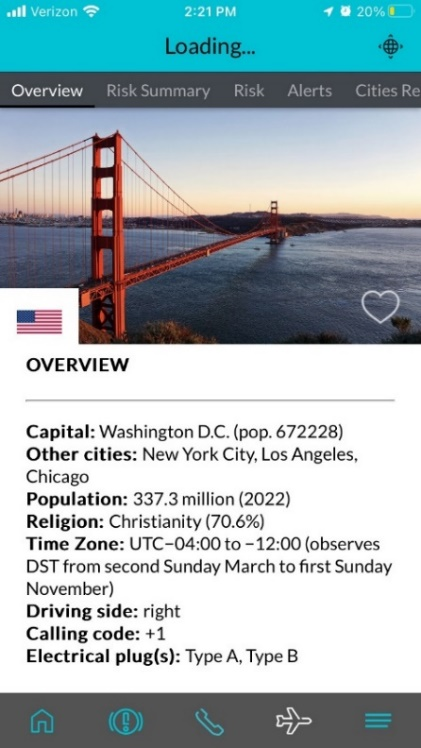 Verizon 2:21 PM 20%
Loading...
Overview Risk Summary Risk Alerts Cities Re
OVERVIEW
Capital: Washington D.C. (pop. 672228)
Other cities: New York City, Los Angeles,
Chicago
Population: 337.3 million (2022)
Religion: Christianity (70.6%)
Time Zone: UTC−04:00 to −12:00 (observes
DST from second Sunday March to first Sunday
November)
Driving side: right
Calling code: +1
Electrical plug(s): Type A, Type B